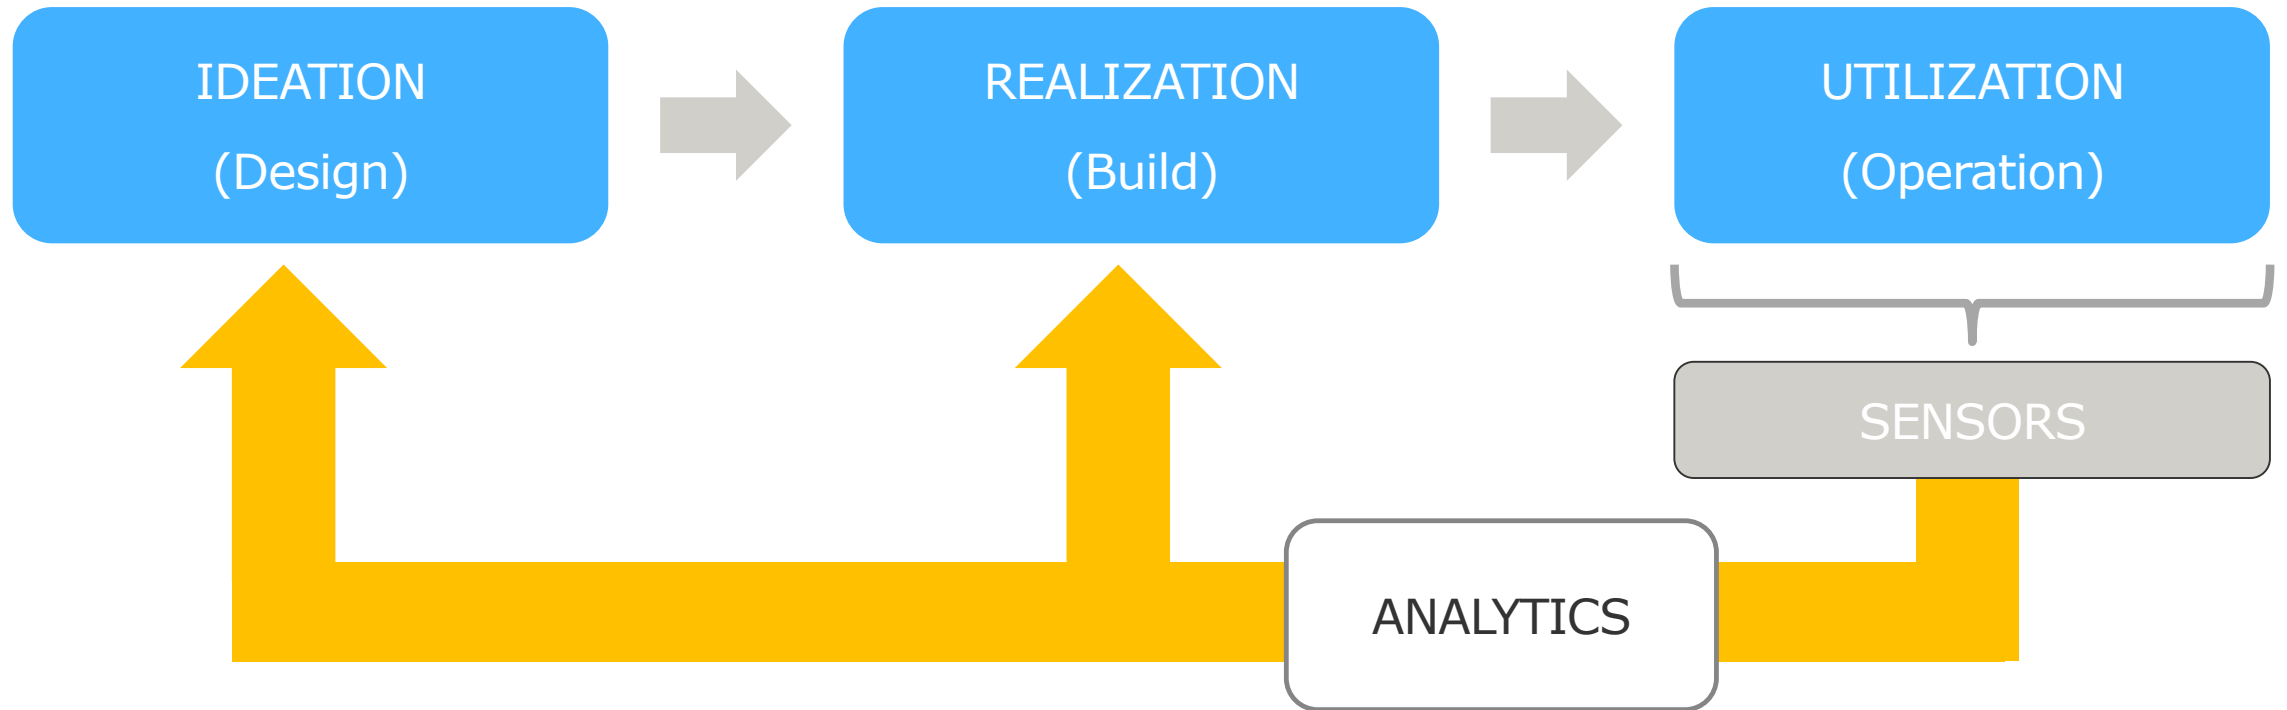 IDEATION
(Design)
REALIZATION
(Build)
UTILIZATION
(Operation)
SENSORS
ANALYTICS